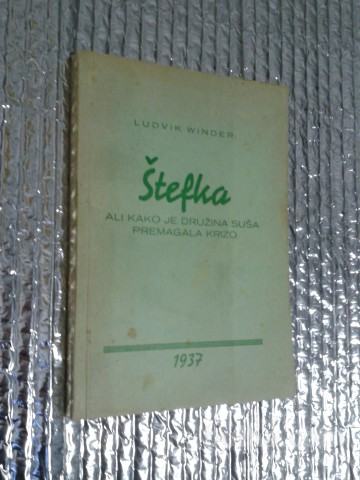 LUDVIK WINDER:
Štefka
ALI KAKO JE DRUŽINA SUŠA
PREMAGALA KRIZO
1937